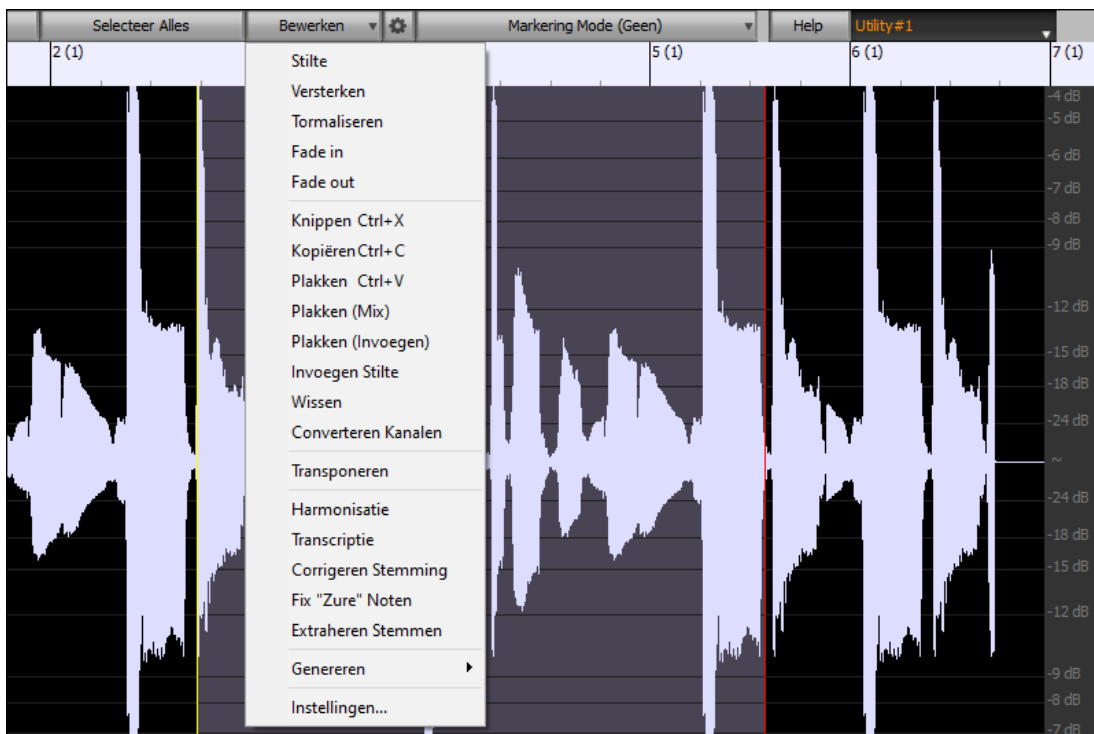 Selecteer Alles
Bewerken
Markering Mode (Geen)
Help
Utility#1
2 (1)
5 (1)
6 (1)
7 (1)
Stilte
Versterken
Tormaliseren
Fade in
Fade out
Knippen Ctrl+X
Kopiëren Ctrl+C
Plakken Ctrl+V
Plakken (Mix)
Plakken (Invoegen)
Invoegen Stilte
Wissen
Converteren Kanalen
Transponeren
Harmonisatie
Transcriptie
Corrigeren Stemming
Fix "Zure" Noten
Extraheren Stemmen
Genereren
Instellingen...
-4 dB
-5 dB
-6 dB
-7 dB
-8 dB
-9 dB
-12 dB
-15 dB
-18 dB
-24 dB
~
-24 dB
-18 dB
-15 dB
-12 dB
-9 dB
-8 dB
-7 dB